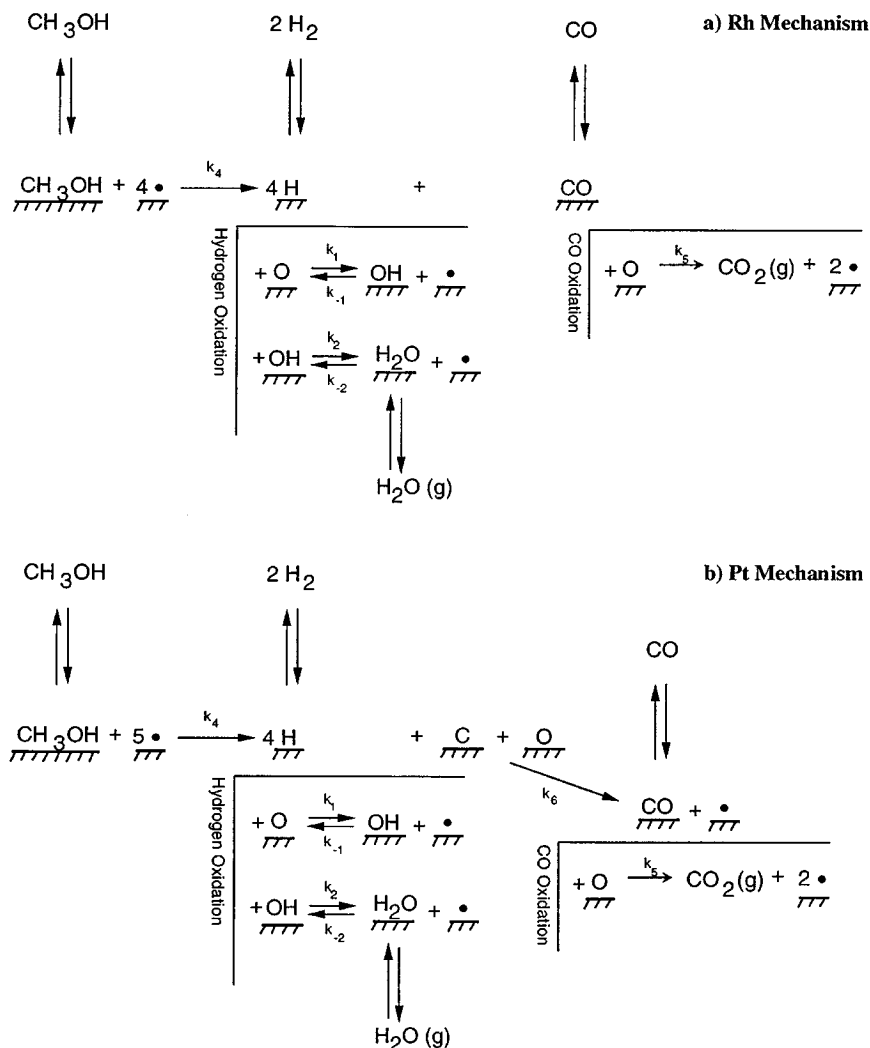 CH3OH 2 H2 CO a) Rh Mechanism
CH3OH + 4 • k4 4 H + CO
Hydrogen Oxidation
+ O k1 k-1 OH + •
+ OH k2 k-2 H2O + •
H2O (g)
CO Oxidation
+ O k5 CO2 (g) + 2 •
CH3OH 2 H2 b) Pt Mechanism
CO
CH3OH + 5 • k4 4 H + C + O
k6 CO + •
Hydrogen Oxidation
+ O k1 k-1 OH + •
+ OH k2 k-2 H2O + •
H2O (g)
CO Oxidation
+ O k5 CO2 (g) + 2 •